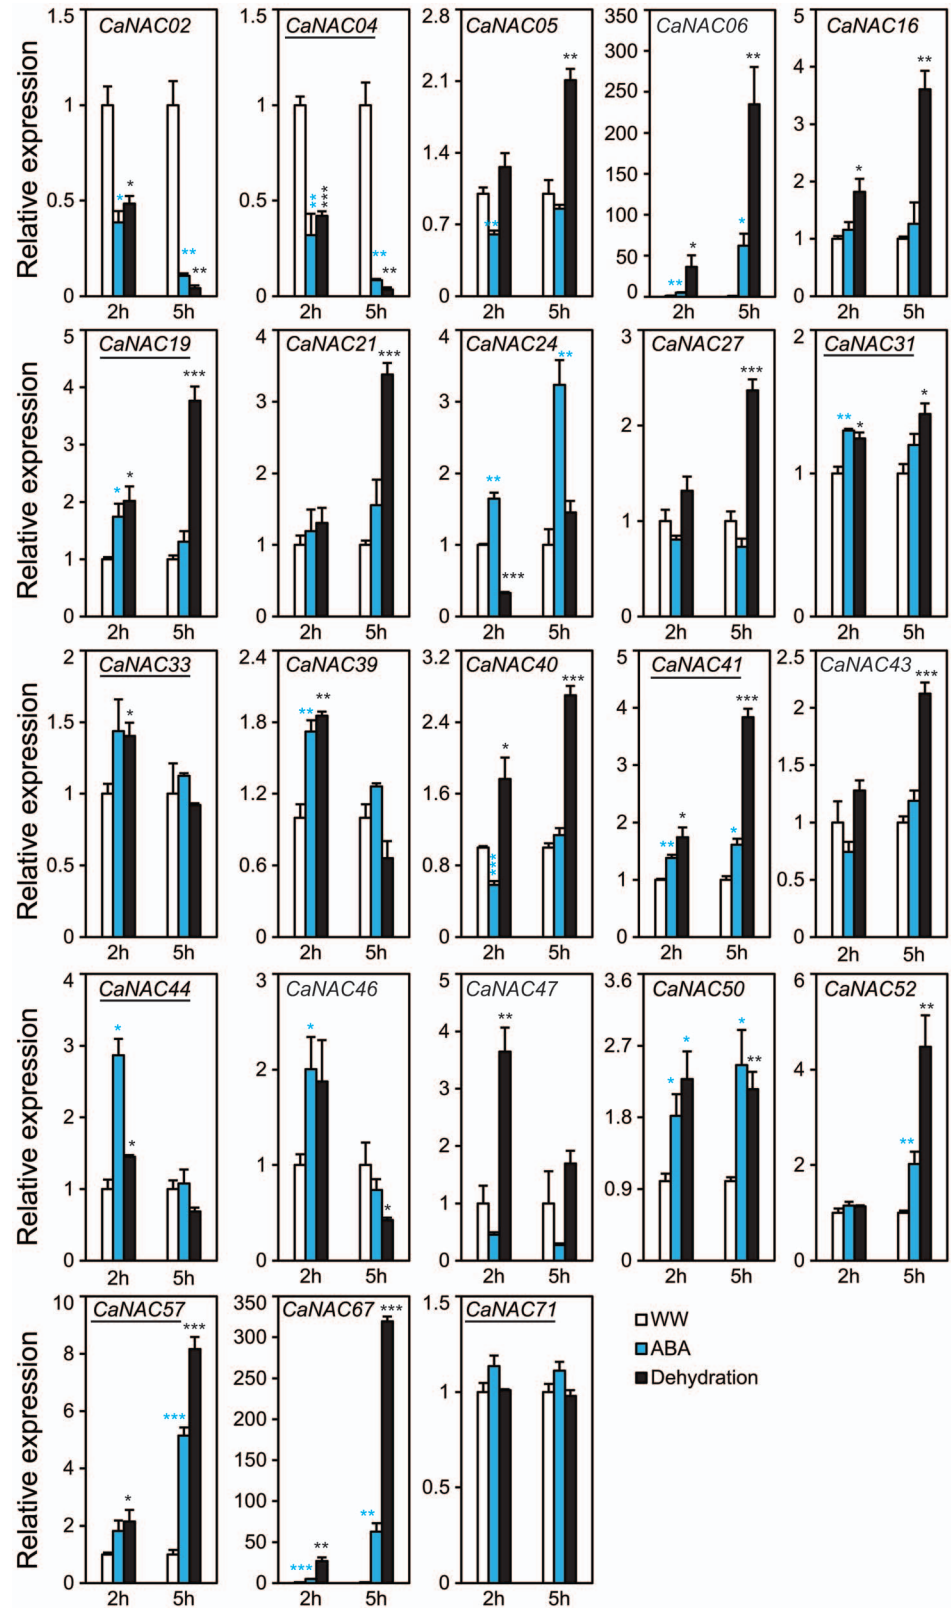 CaNAC02
CaNAC04
CaNAC05
CaNAC06
CaNAC16
Relative expression
1.5
1
0.5
0
* * ** **
2h 5h
1.5
1
0.5
0
** *** ** **
2h 5h
2.8
2.1
1.4
0.7
0
** **
2h 5h
350
300
250
200
150
100
50
0
** * * **
2h 5h
5
4
3
2
1
0
* **
2h 5h
CaNAC19
CaNAC21
CaNAC24
CaNAC27
CaNAC31
Relative expression
5
4
3
2
1
0
* * ***
2h 5h
4
3
2
1
0
***
2h 5h
4
3
2
1
0
** *** **
2h 5h
3
2
1
0
***
2h 5h
2
1
0
** * *
2h 5h
CaNAC33
CaNAC39
CaNAC40
CaNAC41
CaNAC43
Relative expression
2
1.5
1
0.5
0
*
2h 5h
2.4
1.8
1.2
0.6
0
** **
2h 5h
3.2
2.4
1.6
0.8
0
*** * ***
2h 5h
5
4
3
2
1
0
** * * ***
2h 5h
2.5
2
1.5
1
0.5
0
***
2h 5h
CaNAC44
CaNAC46
CaNAC47
CaNAC50
CaNAC52
Relative expression
4
3
2
1
0
* *
2h 5h
3
2
1
0
* *
2h 5h
5
4
3
2
1
0
**
2h 5h
3.6
2.7
1.8
0.9
0
* * * **
2h 5h
6
4
2
0
** **
2h 5h
CaNAC57
CaNAC67
CaNAC71
Relative expression
10
8
6
4
2
0
* *** ***
2h 5h
350
300
250
200
150
100
50
0
*** ** ** ***
2h 5h
1.5
1
0.5
0
2h 5h
WW
ABA
Dehydration